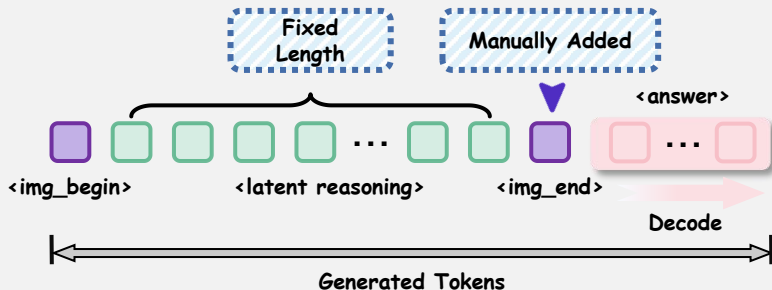 Fixed
Length
Manually Added
<answer>
...
...
<img_begin>
<latent reasoning>
<img_end>
Decode
Generated Tokens